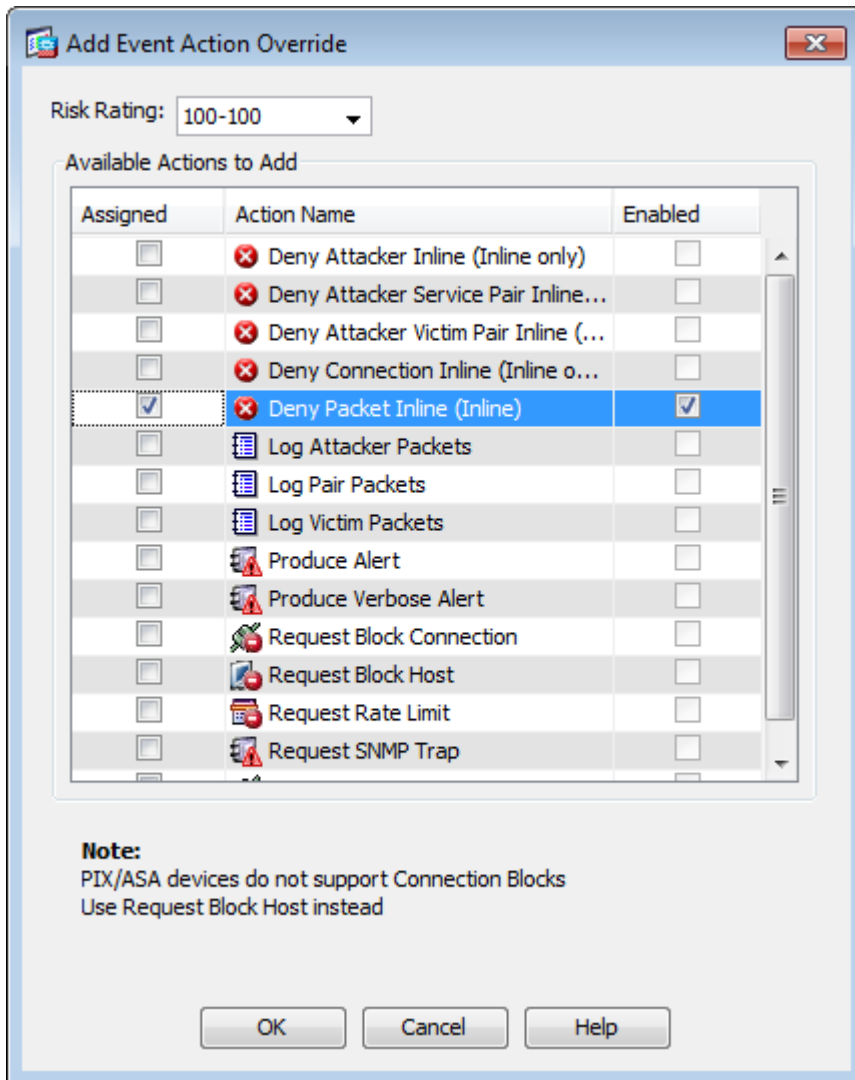 Add Event Action Override
Risk Rating: 100-100
Available Actions to Add
Assigned Action Name Enabled
Deny Attacker Inline (Inline only)
Deny Attacker Service Pair Inline...
Deny Attacker Victim Pair Inline (...
Deny Connection Inline (Inline o...
Deny Packet Inline (Inline)
Log Attacker Packets
Log Pair Packets
Log Victim Packets
Produce Alert
Produce Verbose Alert
Request Block Connection
Request Block Host
Request Rate Limit
Request SNMP Trap
Note:
PIX/ASA devices do not support Connection Blocks
Use Request Block Host instead
OK Cancel Help